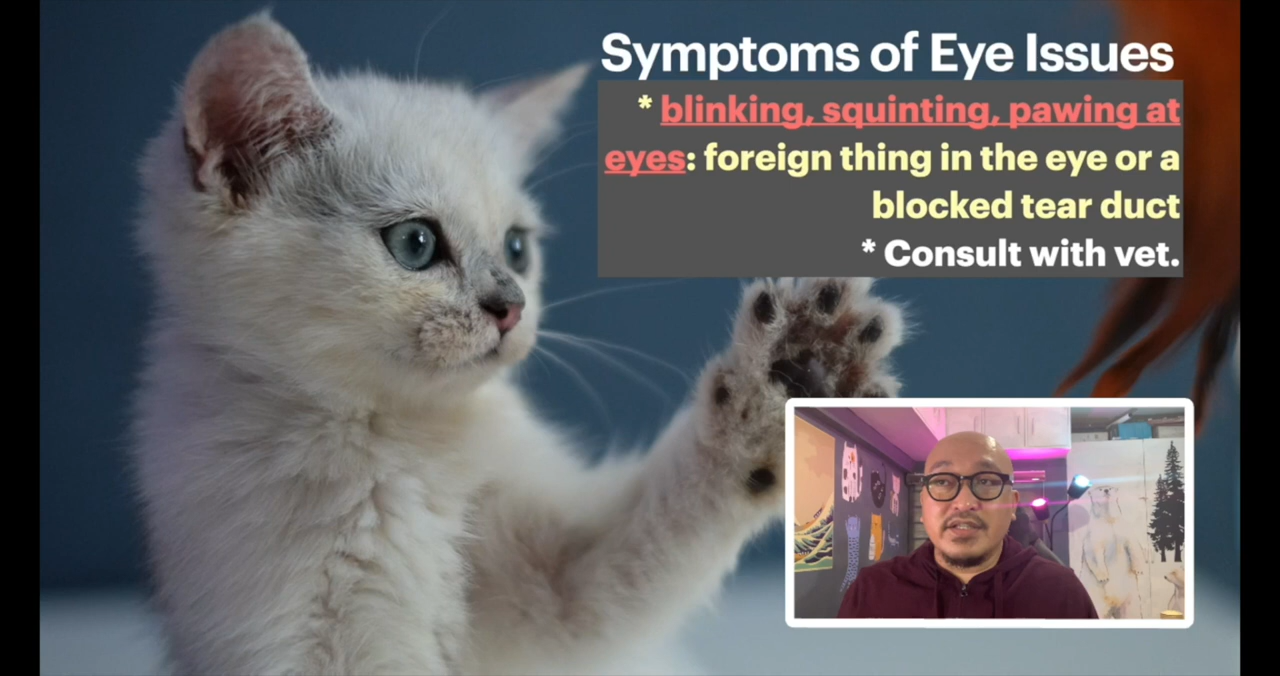 Symptoms of Eye Issues
* blinking, squinting, pawing at
eyes: foreign thing in the eye or a
blocked tear duct
* Consult with vet.